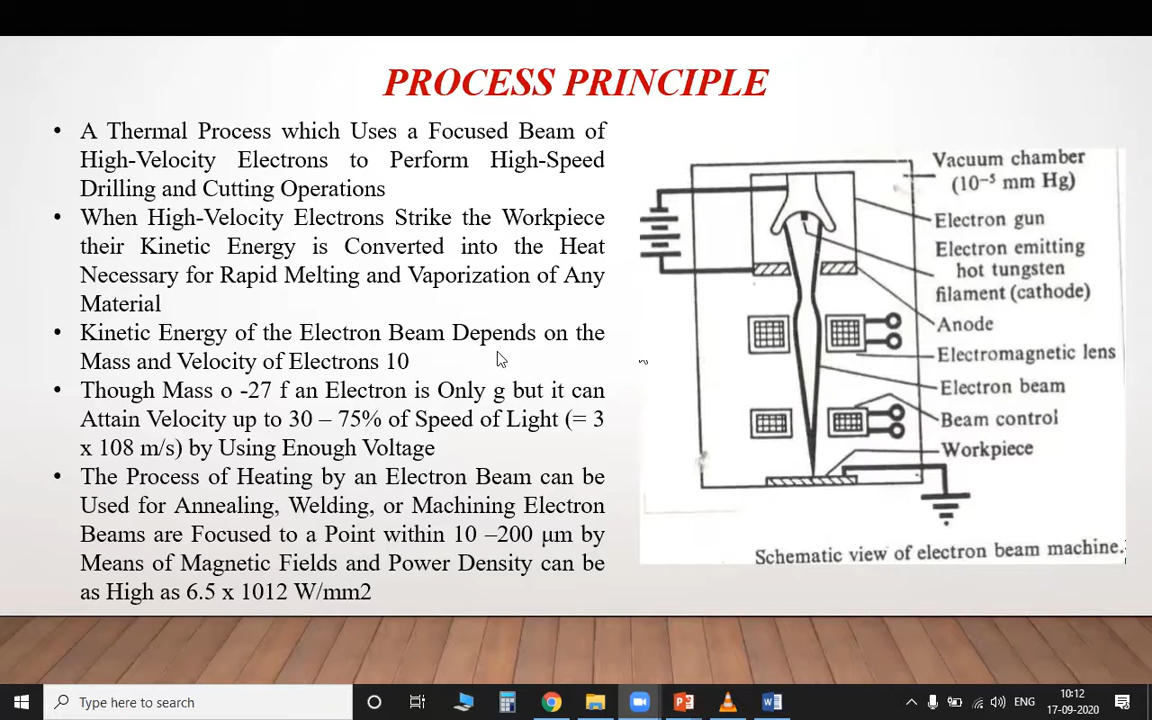 PROCESS PRINCIPLE
• A Thermal Process which Uses a Focused Beam of
High-Velocity Electrons to Perform High-Speed
Drilling and Cutting Operations
• When High-Velocity Electrons Strike the Workpiece
their Kinetic Energy is Converted into the Heat
Necessary for Rapid Melting and Vaporization of Any
Material
• Kinetic Energy of the Electron Beam Depends on the
Mass and Velocity of Electrons 10
• Though Mass o -27 f an Electron is Only g but it can
Attain Velocity up to 30 – 75% of Speed of Light (= 3
x 108 m/s) by Using Enough Voltage
• The Process of Heating by an Electron Beam can be
Used for Annealing, Welding, or Machining Electron
Beams are Focused to a Point within 10 –200 μm by
Means of Magnetic Fields and Power Density can be
as High as 6.5 x 1012 W/mm2
Vacuum chamber
(10⁻⁵ mm Hg)
Electron gun
Electron emitting
hot tungsten
filament (cathode)
Anode
Electromagnetic lens
Electron beam
Beam control
Workpiece
Schematic view of electron beam machine.
Type here to search
ENG
10:12
17-09-2020